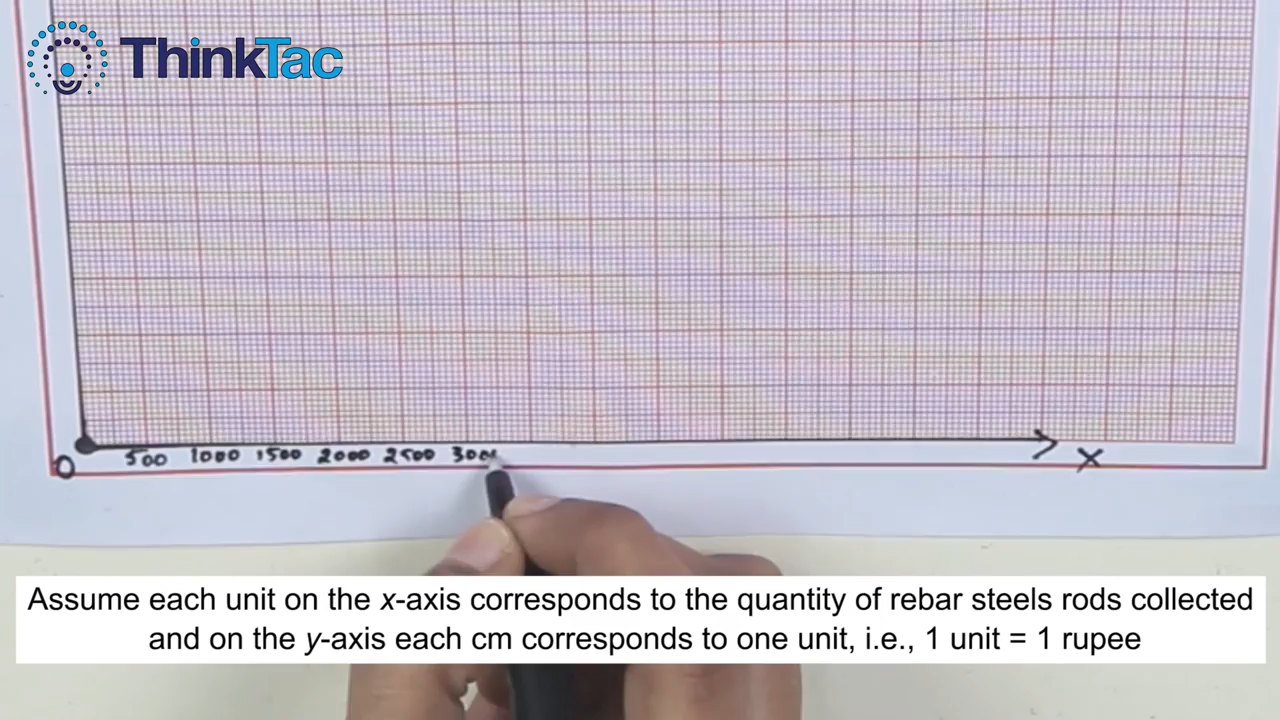 ThinkTac
O 500 1000 1500 2000 2500 3000 X
Assume each unit on the x-axis corresponds to the quantity of rebar steels rods collected
and on the y-axis each cm corresponds to one unit, i.e., 1 unit = 1 rupee